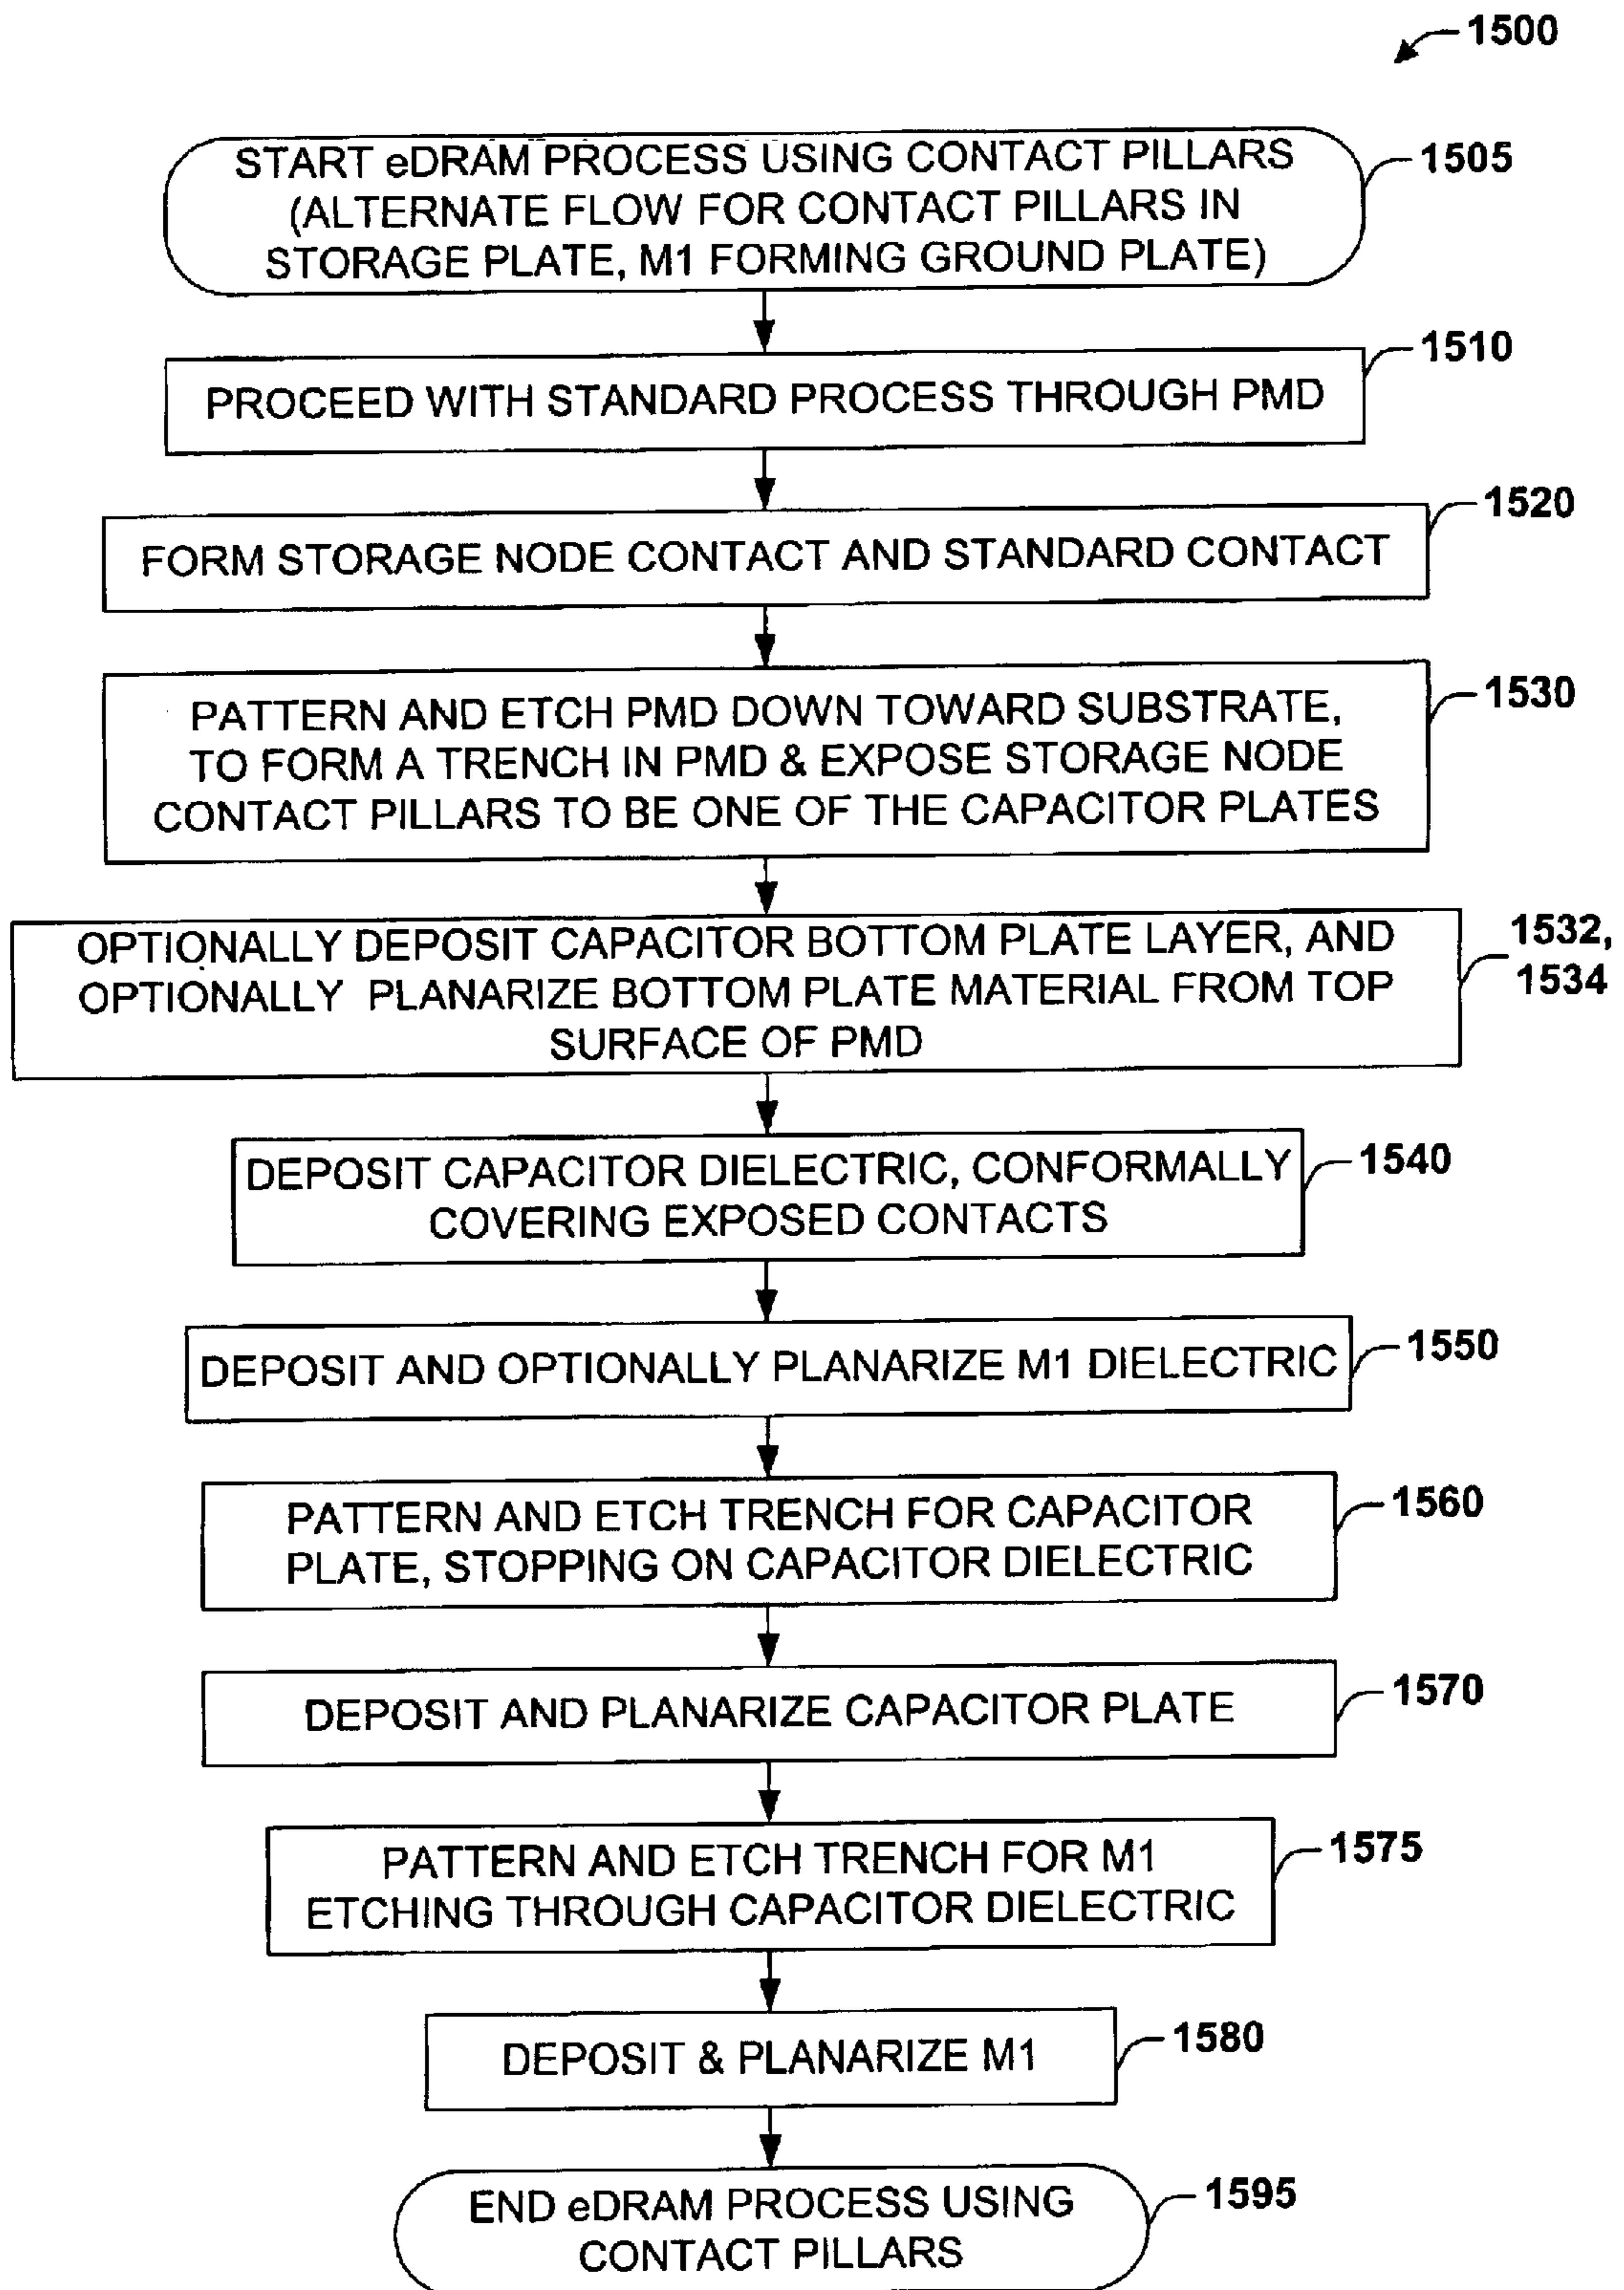 1500
START eDRAM PROCESS USING CONTACT PILLARS
(ALTERNATE FLOW FOR CONTACT PILLARS IN
STORAGE PLATE, M1 FORMING GROUND PLATE)
1505
PROCEED WITH STANDARD PROCESS THROUGH PMD
1510
FORM STORAGE NODE CONTACT AND STANDARD CONTACT
1520
PATTERN AND ETCH PMD DOWN TOWARD SUBSTRATE,
TO FORM A TRENCH IN PMD & EXPOSE STORAGE NODE
CONTACT PILLARS TO BE ONE OF THE CAPACITOR PLATES
1530
OPTIONALLY DEPOSIT CAPACITOR BOTTOM PLATE LAYER, AND
OPTIONALLY PLANARIZE BOTTOM PLATE MATERIAL FROM TOP
SURFACE OF PMD
1532,
1534
DEPOSIT CAPACITOR DIELECTRIC, CONFORMALLY
COVERING EXPOSED CONTACTS
1540
DEPOSIT AND OPTIONALLY PLANARIZE M1 DIELECTRIC
1550
PATTERN AND ETCH TRENCH FOR CAPACITOR
PLATE, STOPPING ON CAPACITOR DIELECTRIC
1560
DEPOSIT AND PLANARIZE CAPACITOR PLATE
1570
PATTERN AND ETCH TRENCH FOR M1
ETCHING THROUGH CAPACITOR DIELECTRIC
1575
DEPOSIT & PLANARIZE M1
1580
END eDRAM PROCESS USING
CONTACT PILLARS
1595